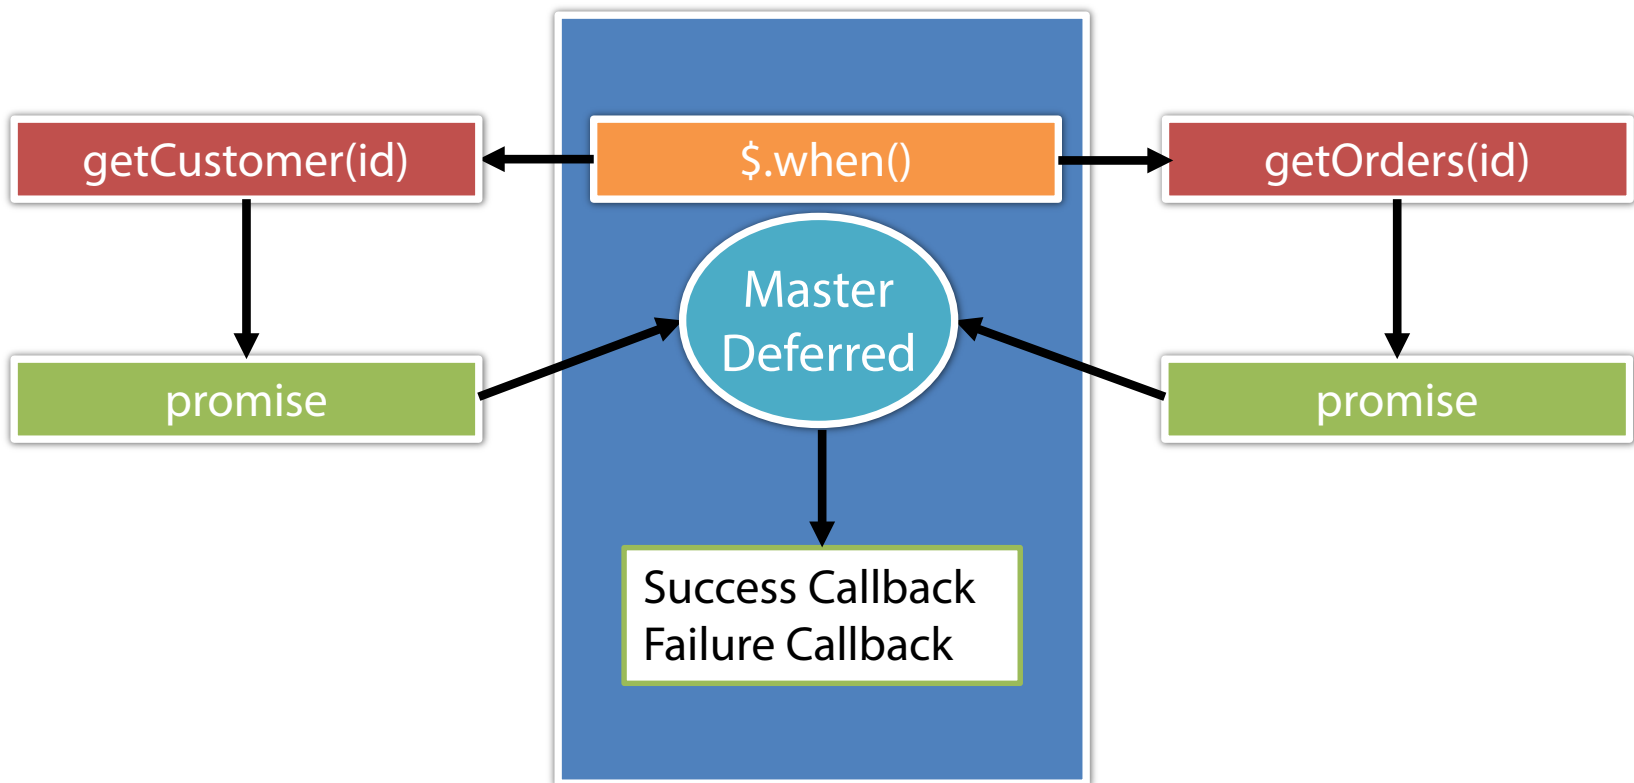 getCustomer(id)
$.when()
getOrders(id)
Master
Deferred
promise
promise
Success Callback
Failure Callback